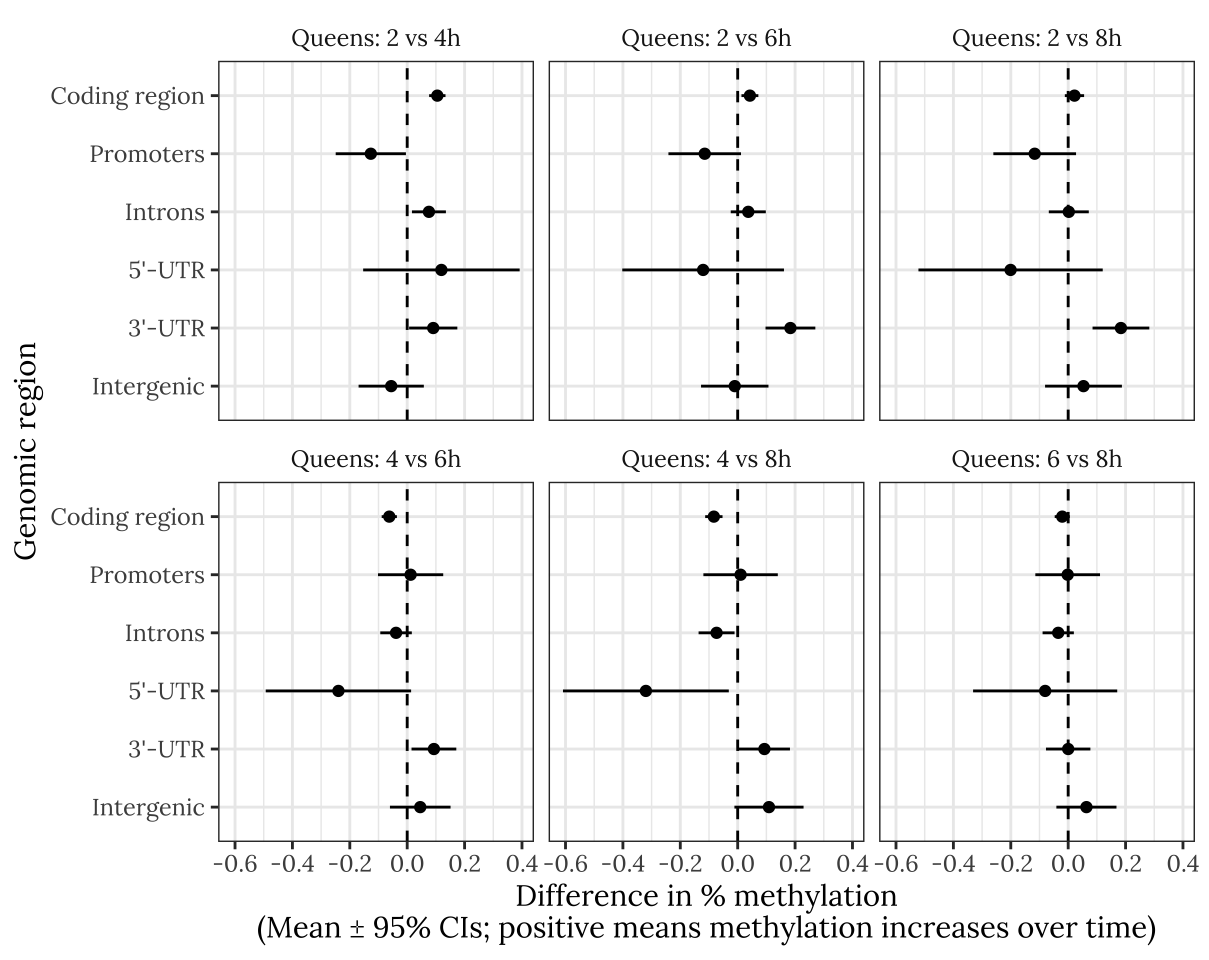 Queens: 2 vs 4h
Queens: 2 vs 6h
Queens: 2 vs 8h
Coding region
Promoters
Introns
5'-UTR
3'-UTR
Intergenic
Genomic region
Queens: 4 vs 6h
Queens: 4 vs 8h
Queens: 6 vs 8h
Coding region
Promoters
Introns
5'-UTR
3'-UTR
Intergenic
−0.6 −0.4 −0.2 0.0 0.2 0.4 −0.6 −0.4 −0.2 0.0 0.2 0.4 −0.6 −0.4 −0.2 0.0 0.2 0.4
Difference in % methylation
(Mean ± 95% CIs; positive means methylation increases over time)